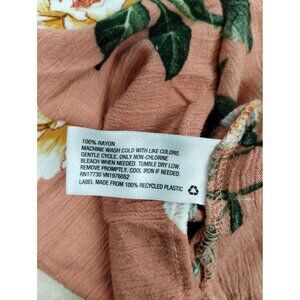 100% RAYON
MACHINE WASH COLD WITH LIKE COLORS.
GENTLE CYCLE. ONLY NON-CHLORINE
BLEACH WHEN NEEDED. TUMBLE DRY LOW.
REMOVE PROMPTLY. COOL IRON IF NEEDED.
RN17730 VN1976052
LABEL MADE FROM 100% RECYCLED PLASTIC